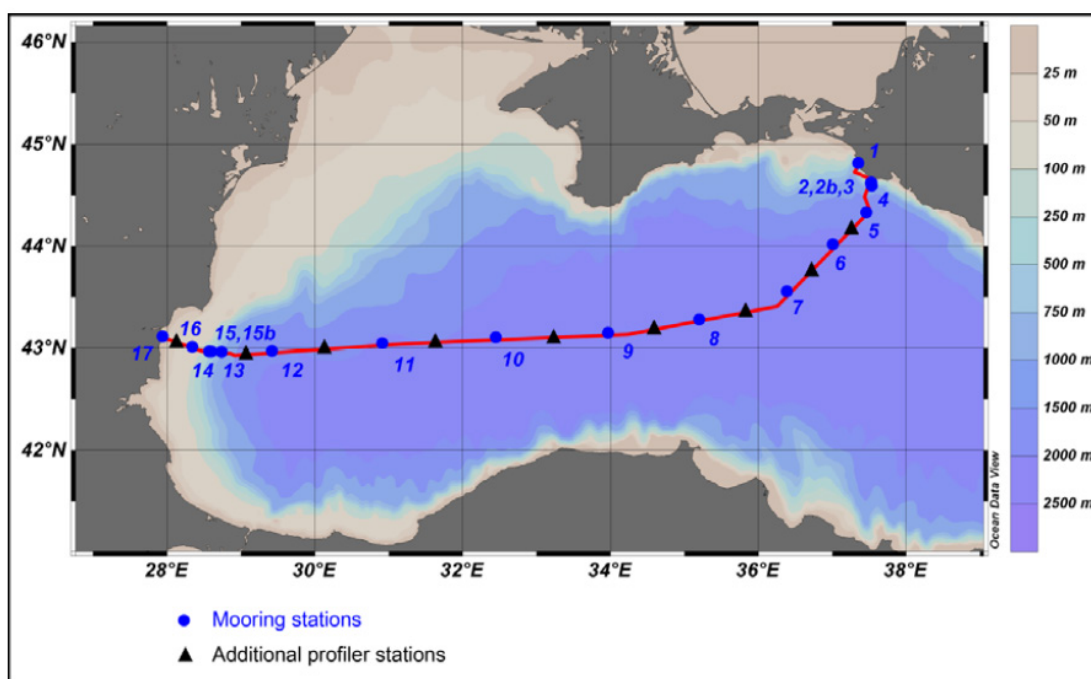 46°N
45°N
44°N
43°N
42°N
28°E
30°E
32°E
34°E
36°E
38°E
1
2,2b,3
4
5
6
7
8
9
10
11
12
13
14
15,15b
16
17
25 m
50 m
100 m
250 m
500 m
750 m
1000 m
1500 m
2000 m
2500 m
Ocean Data View
Mooring stations
Additional profiler stations